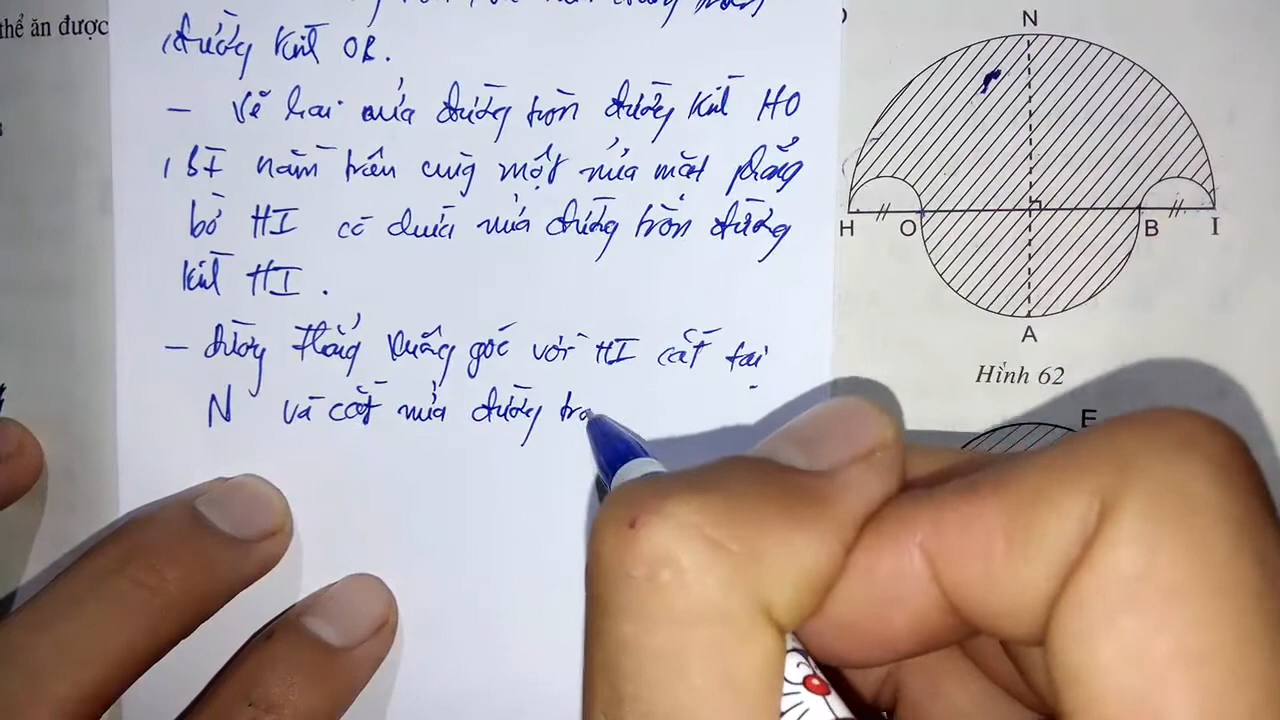 thể ăn được
đường kính OB.
- Vẽ hai nửa đường tròn đường kính HO
, BI nằm trên cùng một nửa mặt phẳng
bờ HI có chứa nửa đường tròn đường
kính HI.
- đường thẳng vuông góc với HI cắt tại
N và cắt nửa đường trò
N
H
O
B
I
A
Hình 62
E